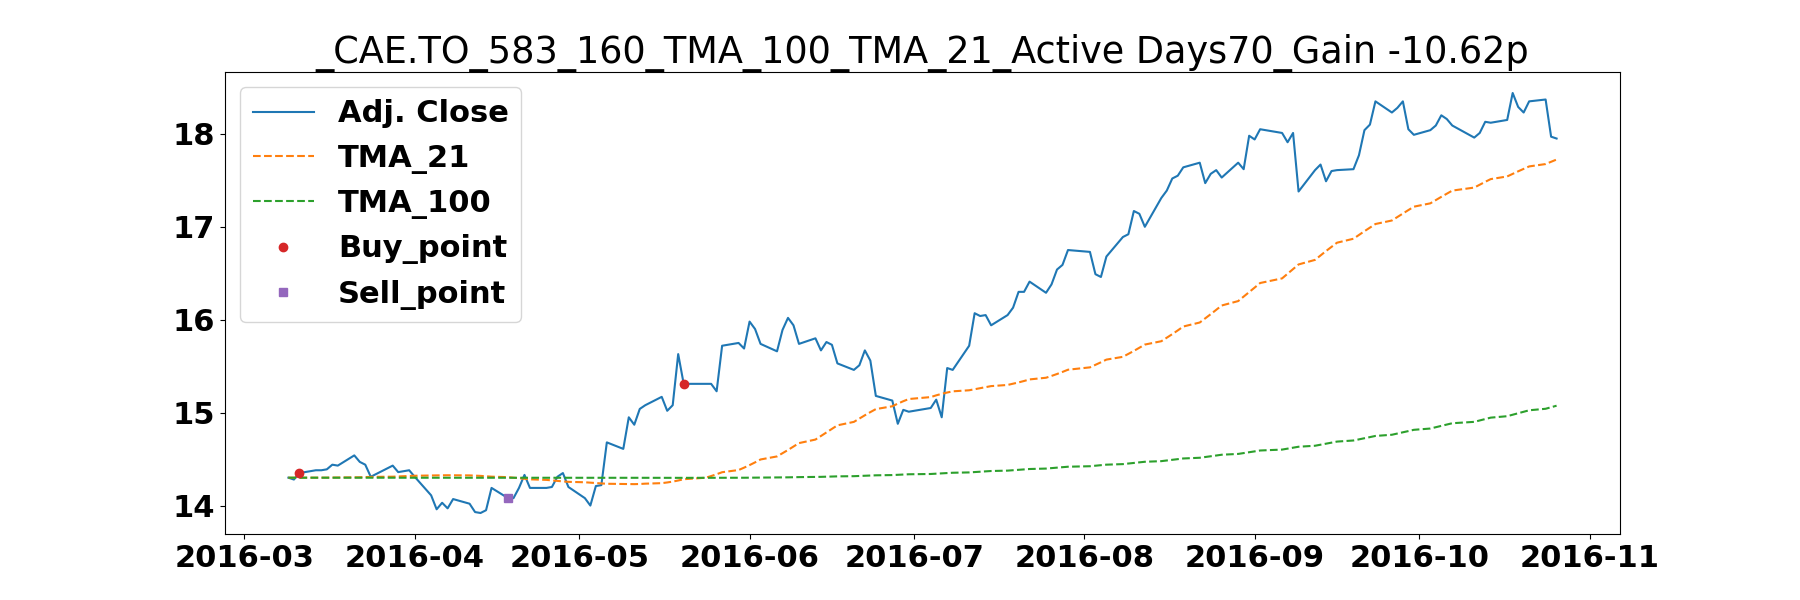 _CAE.TO_583_160_TMA_100_TMA_21_Active Days70_Gain -10.62p
Adj. Close
TMA_21
TMA_100
Buy_point
Sell_point
18
17
16
15
14
2016-03 2016-04 2016-05 2016-06 2016-07 2016-08 2016-09 2016-10 2016-11